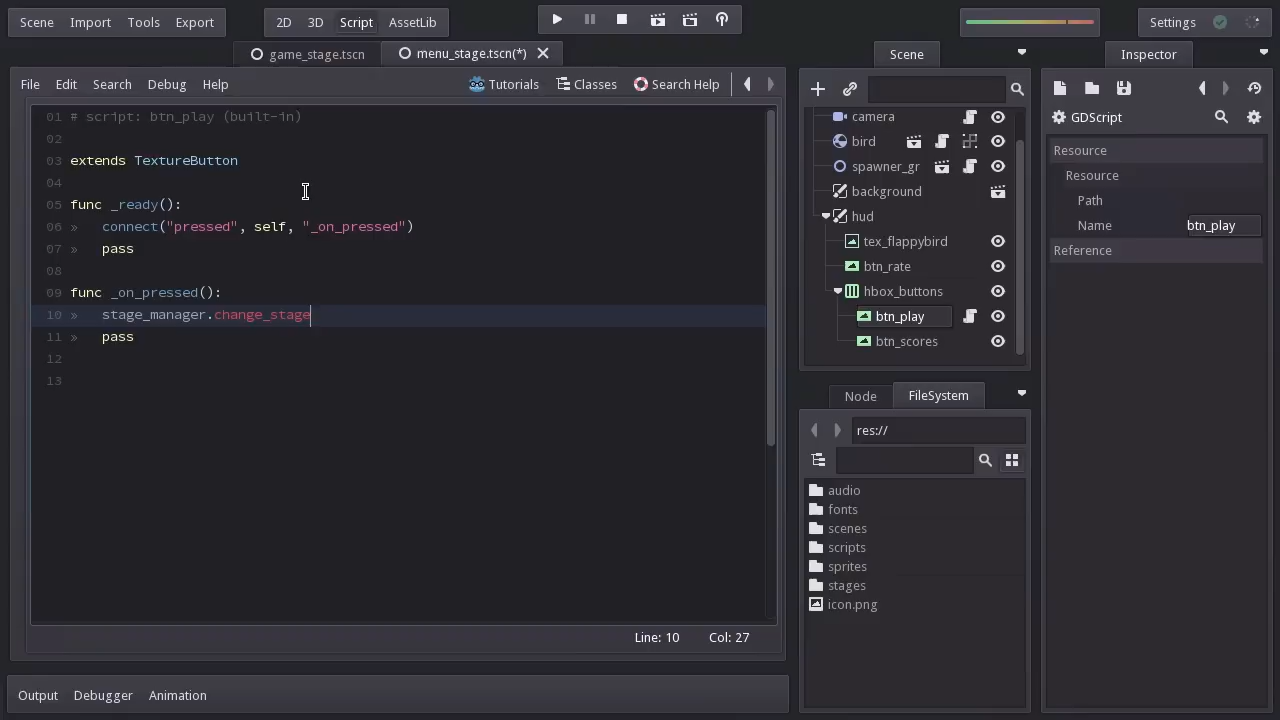 Scene Import Tools Export 2D 3D Script AssetLib Settings
game_stage.tscn menu_stage.tscn(*)
File Edit Search Debug Help Tutorials Classes Search Help
01 # script: btn_play (built-in)
02
03 extends TextureButton
04
05 func _ready():
06 » connect("pressed", self, "_on_pressed")
07 » pass
08
09 func _on_pressed():
10 » stage_manager.change_stage
11 » pass
12
13
Line: 10 Col: 27
Output Debugger Animation
Scene
camera
bird
spawner_gr
background
hud
tex_flappybird
btn_rate
hbox_buttons
btn_play
btn_scores
Node FileSystem
res://
audio
fonts
scenes
scripts
sprites
stages
icon.png
Inspector
GDScript
Resource
Resource
Path
Name btn_play
Reference